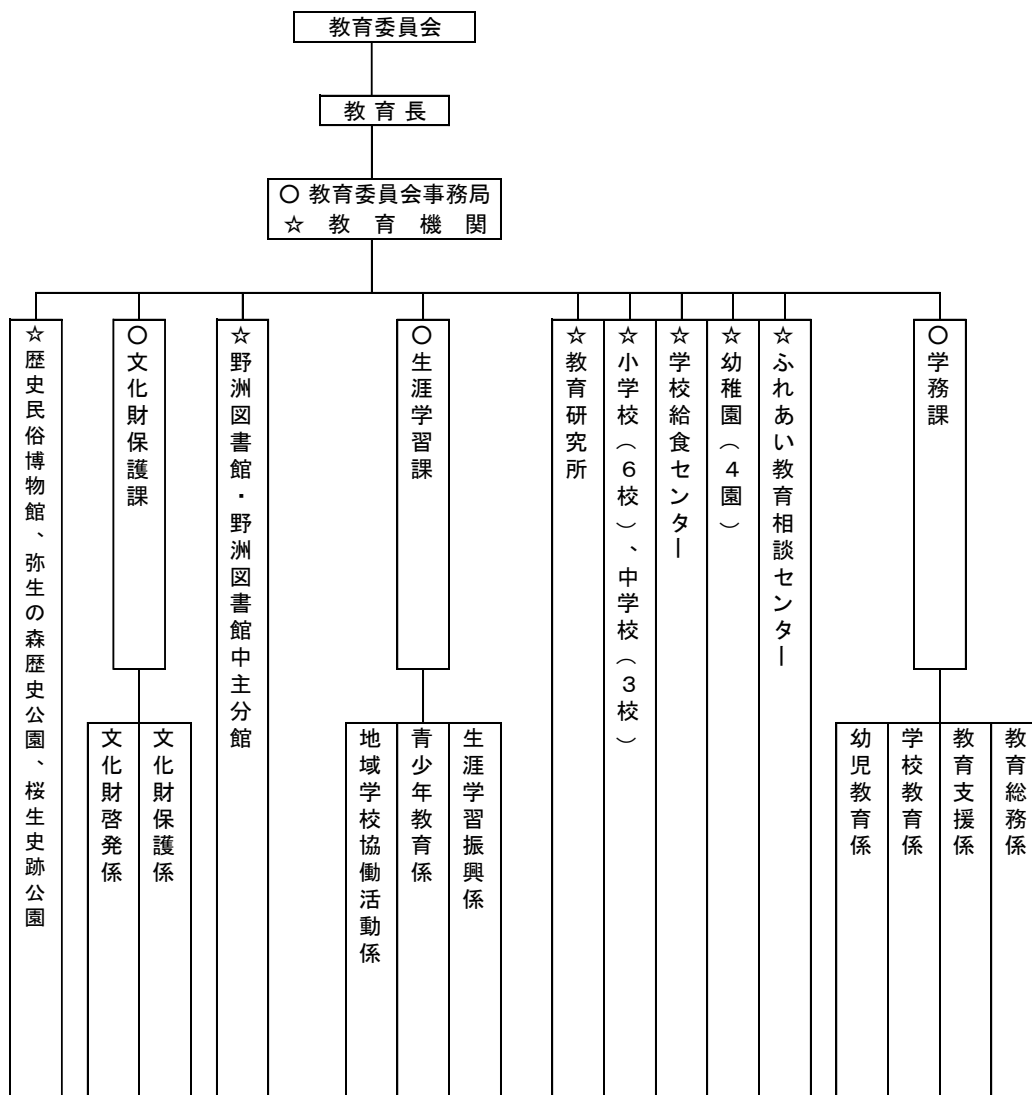 教育委員会
教育長
〇 教育委員会事務局
☆ 教育機関
〇学務課
☆ふれあい教育相談センター
☆幼稚園（４園）
☆学校給食センター
☆小学校（６校）、中学校（３校）
☆教育研究所
〇生涯学習課
☆野洲図書館・野洲図書館中主分館
〇文化財保護課
☆歴史民俗博物館、弥生の森歴史公園、桜生史跡公園
教育総務係
教育支援係
学校教育係
幼児教育係
生涯学習振興係
青少年教育係
地域学校協働活動係
文化財保護係
文化財啓発係